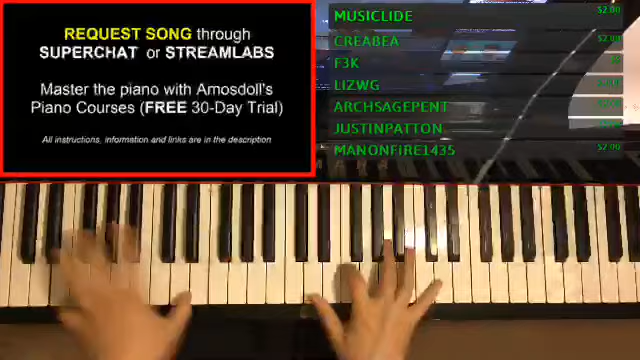 REQUEST SONG through
SUPERCHAT or STREAMLABS
Master the piano with Amosdoll's
Piano Courses (FREE 30-Day Trial)
All instructions, information and links are in the description
MUSICLIDE $2.00
CREABEA $2.00
F3K
LIZWG
ARCHSAGEPENT
JUSTINPATTON
MANONFIRE1435 $2.00